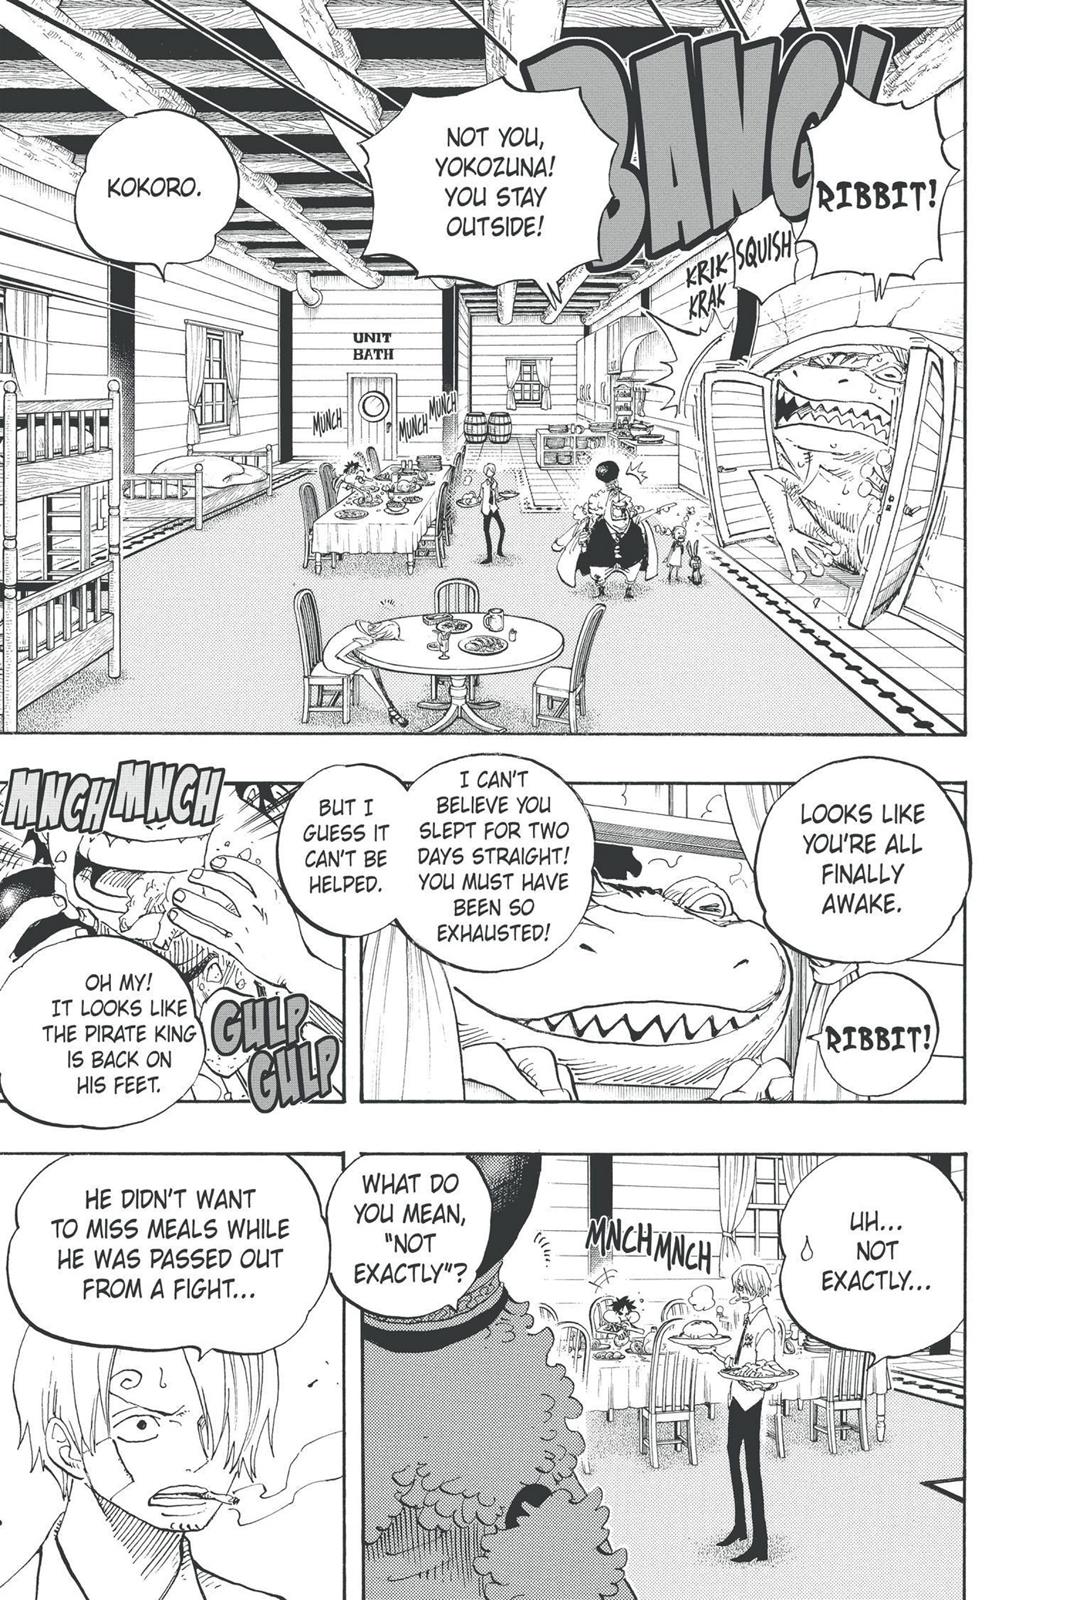 BANG!
RIBBIT!
NOT YOU,
YOKOZUNA!
YOU STAY
OUTSIDE!
KOKORO.
KRIK
KRAK
SQUISH
UNIT
BATH
MUNCH
MUNCH
MUNCH
LOOKS LIKE
YOU'RE ALL
FINALLY
AWAKE.
RIBBIT!
I CAN'T
BELIEVE YOU
SLEPT FOR TWO
DAYS STRAIGHT!
YOU MUST HAVE
BEEN SO
EXHAUSTED!
BUT I
GUESS IT
CAN'T BE
HELPED.
MNCH MNCH
OH MY!
IT LOOKS LIKE
THE PIRATE KING
IS BACK ON
HIS FEET.
GULP
GULP
UH...
NOT
EXACTLY...
MNCH MNCH
WHAT DO
YOU MEAN,
"NOT
EXACTLY"?
HE DIDN'T WANT
TO MISS MEALS WHILE
HE WAS PASSED OUT
FROM A FIGHT...